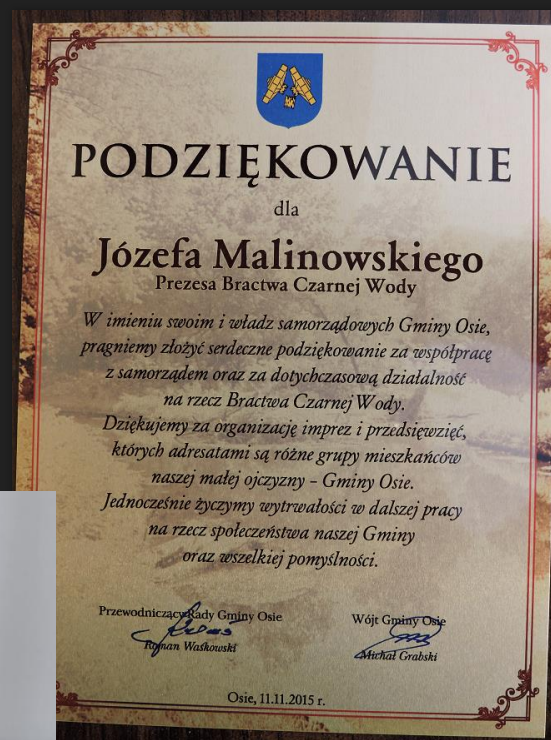 PODZIĘKOWANIE
dla
Józefa Malinowskiego
Prezesa Bractwa Czarnej Wody
W imieniu swoim i władz samorządowych Gminy Osie,
pragniemy złożyć serdeczne podziękowanie za współpracę
z samorządem oraz za dotychczasową działalność
na rzecz Bractwa Czarnej Wody.
Dziękujemy za organizację imprez i przedsięwzięć,
których adresatami są różne grupy mieszkańców
naszej małej ojczyzny – Gminy Osie.
Jednocześnie życzymy wytrwałości w dalszej pracy
na rzecz społeczeństwa naszej Gminy
oraz wszelkiej pomyślności.
Przewodniczący Rady Gminy Osie
Roman Waśkowski
Wójt Gminy Osie
Michał Grabski
Osie, 11.11.2015 r.